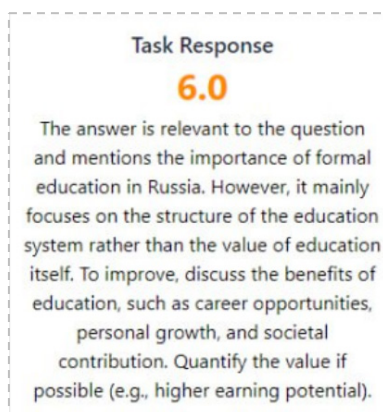 Task Response
6.0
The answer is relevant to the question
and mentions the importance of formal
education in Russia. However, it mainly
focuses on the structure of the education
system rather than the value of education
itself. To improve, discuss the benefits of
education, such as career opportunities,
personal growth, and societal
contribution. Quantify the value if
possible (e.g., higher earning potential).